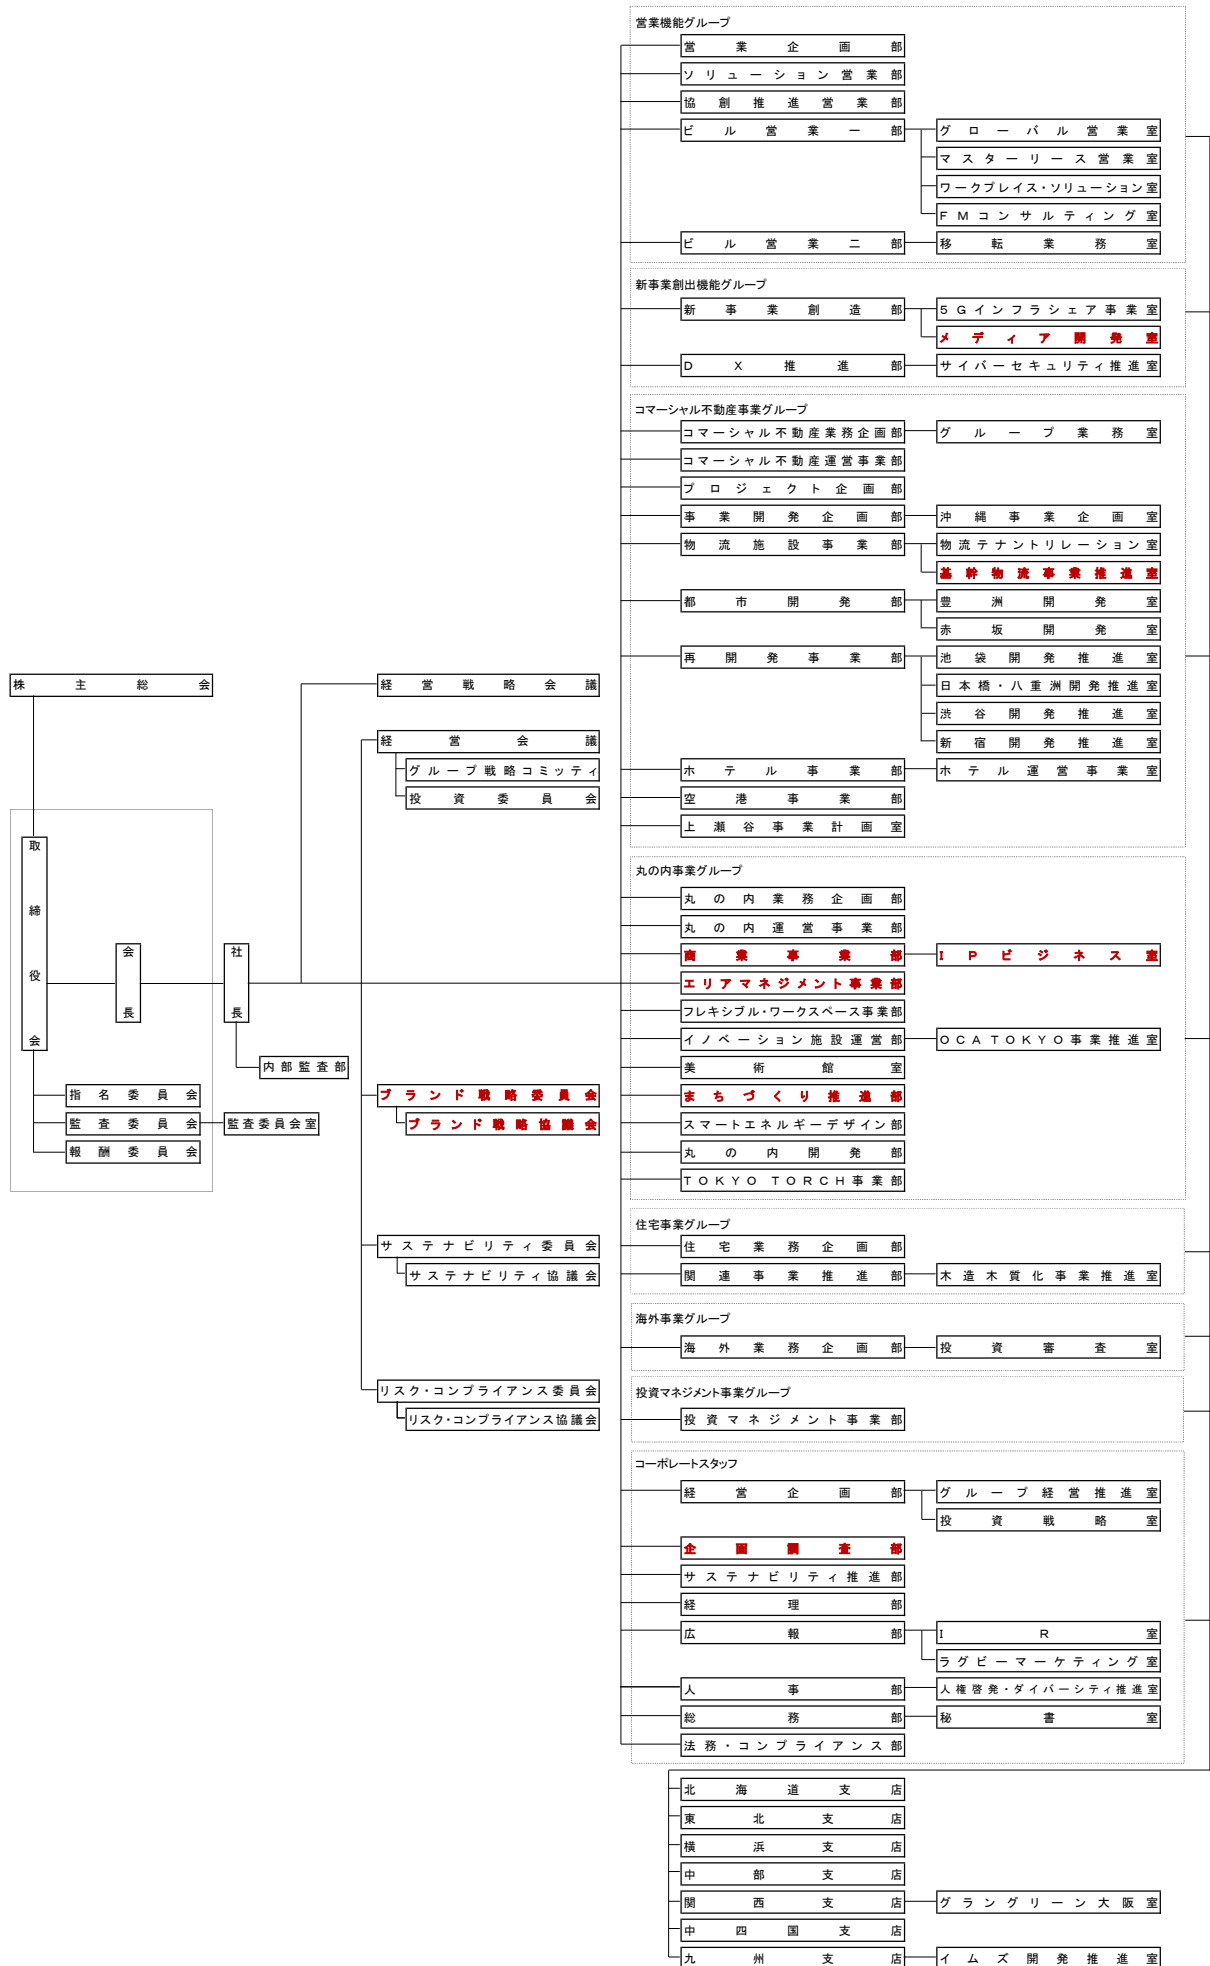 株主総会
取締役会
会長
社長
内部監査部
指名委員会
監査委員会
監査委員会室
報酬委員会
経営戦略会議
経営会議
グループ戦略コミッティ
投資委員会
ブランド戦略委員会
ブランド戦略協議会
サステナビリティ委員会
サステナビリティ協議会
リスク・コンプライアンス委員会
リスク・コンプライアンス協議会
営業機能グループ
営業企画部
ソリューション営業部
協創推進営業部
ビル営業一部
グローバル営業室
マスターリース営業室
ワークプレイス・ソリューション室
FMコンサルティング室
ビル営業二部
移転業務室
新事業創出機能グループ
新事業創造部
5Gインフラシェア事業室
メディア開発室
DX推進部
サイバーセキュリティ推進室
コマーシャル不動産事業グループ
コマーシャル不動産業務企画部
グループ業務室
コマーシャル不動産運営事業部
プロジェクト企画部
事業開発企画部
沖縄事業企画室
物流施設事業部
物流テナントリレーション室
基幹物流事業推進室
都市開発部
豊洲開発室
赤坂開発室
再開発事業部
池袋開発推進室
日本橋・八重洲開発推進室
渋谷開発推進室
新宿開発推進室
ホテル事業部
ホテル運営事業室
空港事業部
上瀬谷事業計画室
丸の内事業グループ
丸の内業務企画部
丸の内運営事業部
商業事業部
IPビジネス室
エリアマネジメント事業部
フレキシブル・ワークスペース事業部
イノベーション施設運営部
OCA TOKYO事業推進室
美術館室
まちづくり推進部
スマートエネルギーデザイン部
丸の内開発部
TOKYO TORCH事業部
住宅事業グループ
住宅業務企画部
関連事業推進部
木造木質化事業推進室
海外事業グループ
海外業務企画部
投資審査室
投資マネジメント事業グループ
投資マネジメント事業部
コーポレートスタッフ
経営企画部
グループ経営推進室
投資戦略室
企画調査部
サステナビリティ推進部
経理部
広報部
IR室
ラグビーマーケティング室
人事部
人権啓発・ダイバーシティ推進室
総務部
秘書室
法務・コンプライアンス部
北海道支店
東北支店
横浜支店
中部支店
関西支店
グラングリーン大阪室
中四国支店
九州支店
イムズ開発推進室